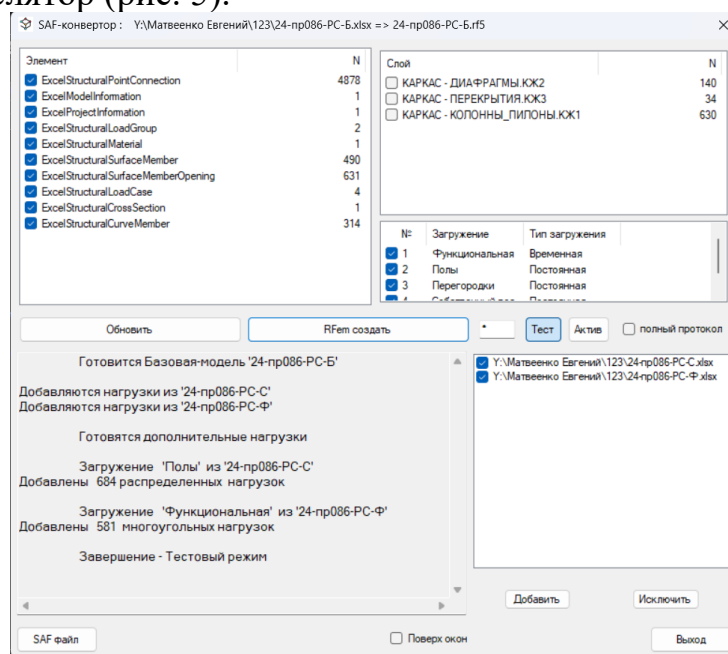 (рис. 5).
SAF-конвертор : Y:\Матвеенко Евгений\123\24-пр086-РС-Б.xlsx => 24-пр086-РС-Б.rf5
Элемент N
ExcelStructuralPointConnection 4878
ExcelModelInformation 1
ExcelProjectInformation 1
ExcelStructuralLoadGroup 2
ExcelStructuralMaterial 1
ExcelStructuralSurfaceMember 490
ExcelStructuralSurfaceMemberOpening 631
ExcelStructuralLoadCase 4
ExcelStructuralCrossSection 1
ExcelStructuralCurveMember 314
Слой N
КАРКАС - ДИАФРАГМЫ.КЖ2 140
КАРКАС - ПЕРЕКРЫТИЯ.КЖ3 34
КАРКАС - КОЛОННЫ_ПИЛОНЫ.КЖ1 630
№ Загружение Тип загружения
1 Функциональная Временная
2 Полы Постоянная
3 Перегородки Постоянная
Обновить RFem создать * Тест Актив полный протокол
Готовится Базовая-модель '24-пр086-РС-Б'
Добавляются нагрузки из '24-пр086-РС-С'
Добавляются нагрузки из '24-пр086-РС-Ф'
Готовятся дополнительные нагрузки
Загружение 'Полы' из '24-пр086-РС-С'
Добавлены 684 распределенных нагрузок
Загружение 'Функциональная' из '24-пр086-РС-Ф'
Добавлены 581 многоугольных нагрузок
Завершение - Тестовый режим
Y:\Матвеенко Евгений\123\24-пр086-РС-С.xlsx
Y:\Матвеенко Евгений\123\24-пр086-РС-Ф.xlsx
Добавить Исключить
SAF файл Поверх окон Выход